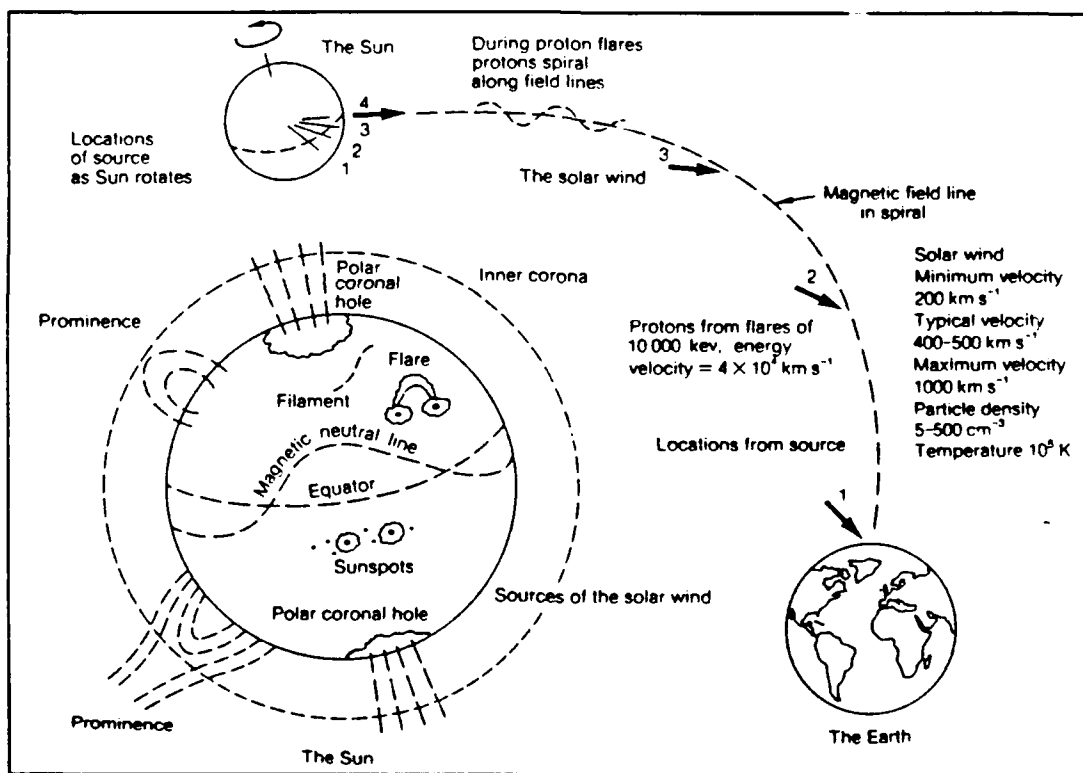 The Sun
During proton flares
protons spiral
along field lines
4
3
2
1
Locations
of source
as Sun rotates
3
The solar wind
Magnetic field line
in spiral
2
Solar wind
Minimum velocity
200 km s⁻¹
Typical velocity
400-500 km s⁻¹
Maximum velocity
1000 km s⁻¹
Particle density
5-500 cm⁻³
Temperature 10⁵ K
Protons from flares of
10 000 kev, energy
velocity = 4 × 10⁴ km s⁻¹
Locations from source
1
The Earth
Polar
coronal
hole
Inner corona
Prominence
Flare
Filament
Magnetic neutral line
Equator
Sunspots
Sources of the solar wind
Polar coronal hole
Prominence
The Sun